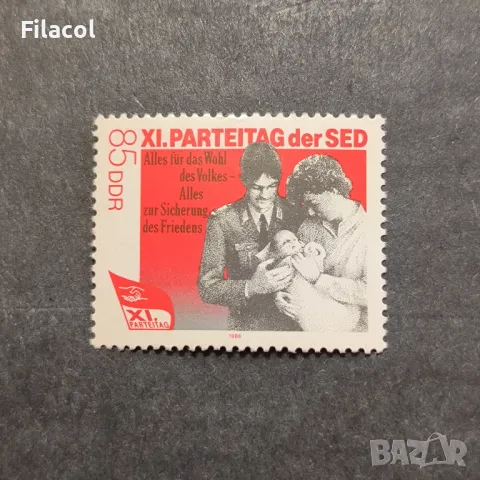 Filacol
85 DDR
XI. PARTEITAG der SED
Alles für das Wohl
des Volkes –
Alles
zur Sicherung
des Friedens
XI.
PARTEITAG
1986
BAZAR